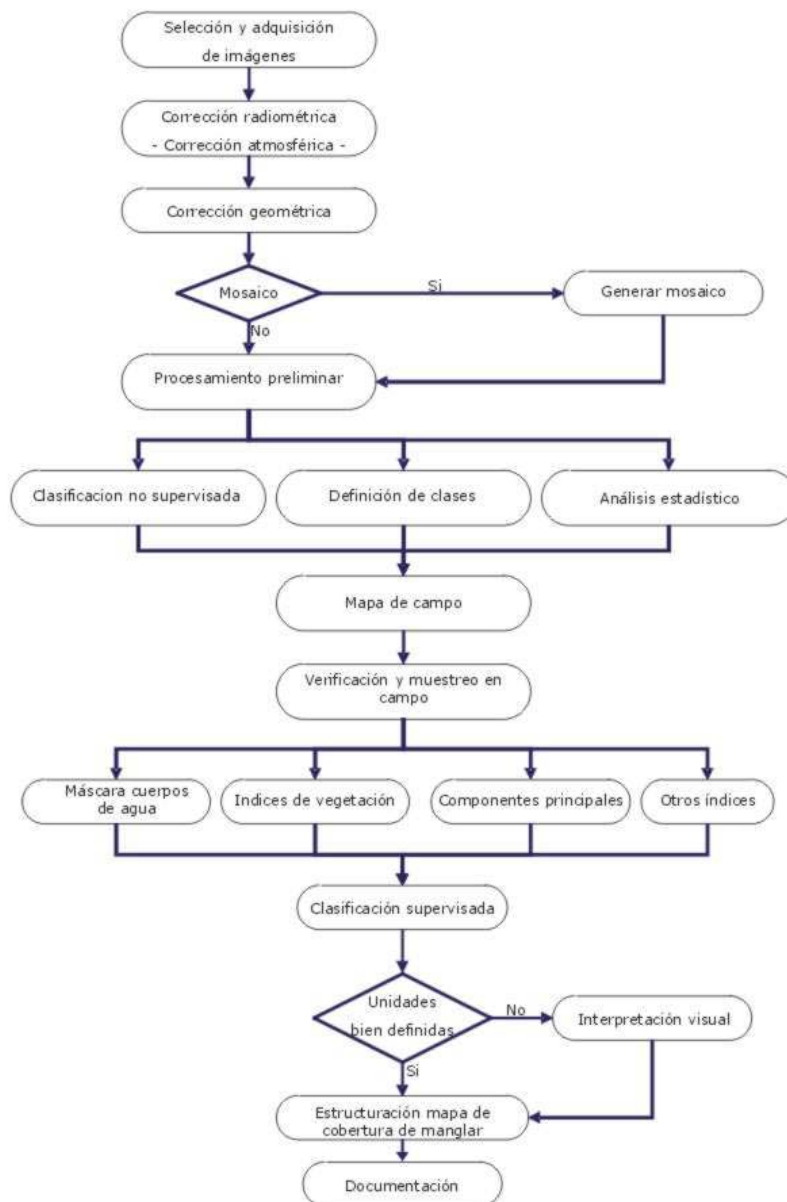 Selección y adquisición
de imágenes
Corrección radiométrica
- Corrección atmosférica -
Corrección geométrica
Mosaico
Si
Generar mosaico
No
Procesamiento preliminar
Clasificacion no supervisada
Definición de clases
Análisis estadístico
Mapa de campo
Verificación y muestreo en
campo
Máscara cuerpos
de agua
Indices de vegetación
Componentes principales
Otros índices
Clasificación supervisada
Unidades
bien definidas
No
Interpretación visual
Si
Estructuración mapa de
cobertura de manglar
Documentación